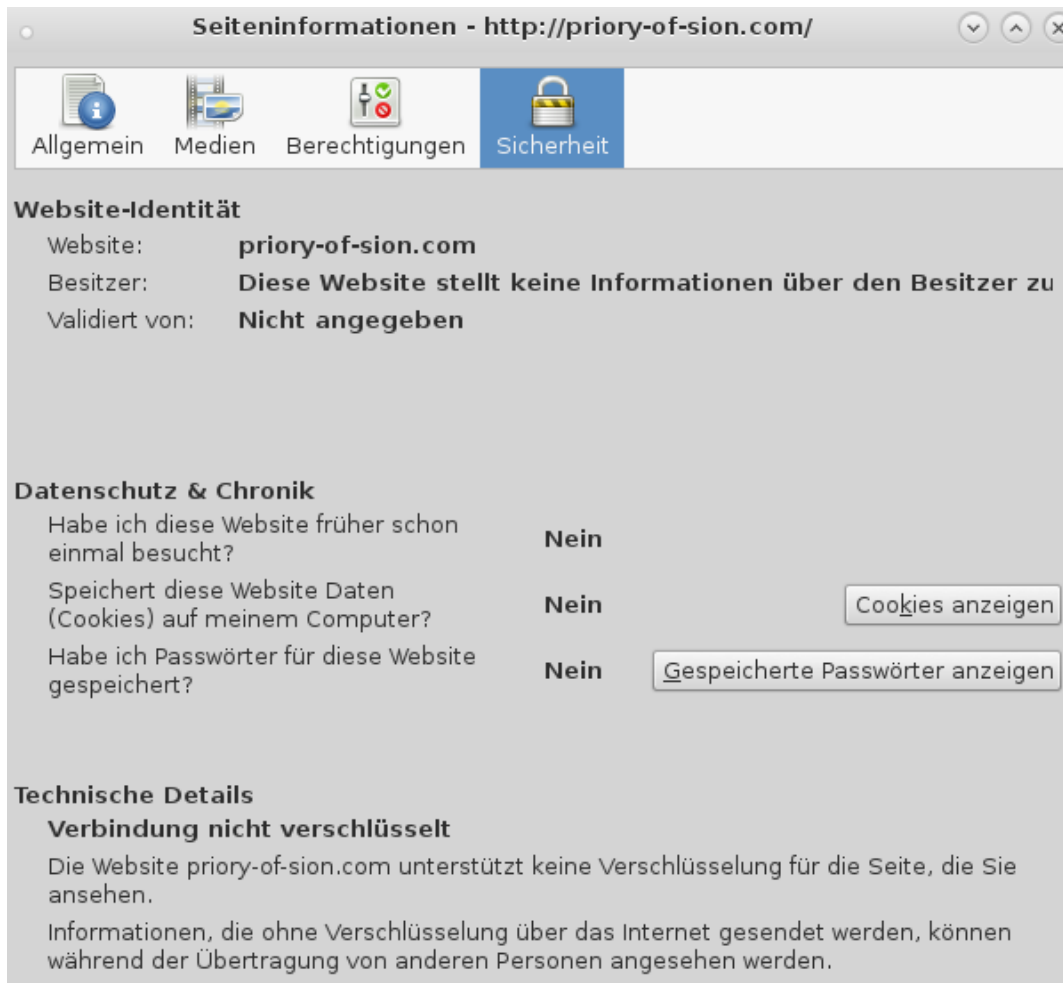 Seiteninformationen - http://priory-of-sion.com/
Allgemein Medien Berechtigungen Sicherheit
Website-Identität
Website: priory-of-sion.com
Besitzer: Diese Website stellt keine Informationen über den Besitzer zu
Validiert von: Nicht angegeben
Datenschutz & Chronik
Habe ich diese Website früher schon
einmal besucht? Nein
Speichert diese Website Daten
(Cookies) auf meinem Computer? Nein Cookies anzeigen
Habe ich Passwörter für diese Website
gespeichert? Nein Gespeicherte Passwörter anzeigen
Technische Details
Verbindung nicht verschlüsselt
Die Website priory-of-sion.com unterstützt keine Verschlüsselung für die Seite, die Sie
ansehen.
Informationen, die ohne Verschlüsselung über das Internet gesendet werden, können
während der Übertragung von anderen Personen angesehen werden.